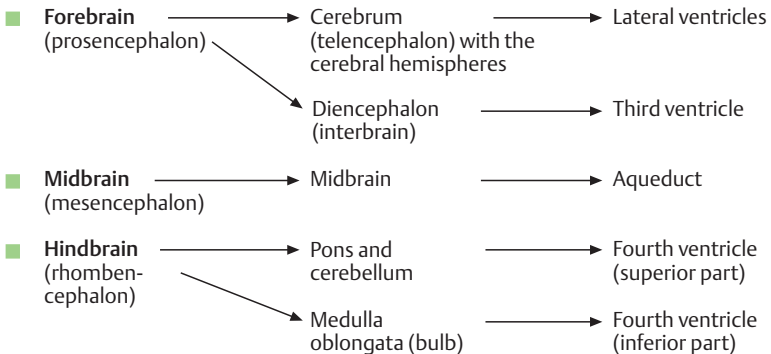 Forebrain
(prosencephalon)
Cerebrum
(telencephalon) with the
cerebral hemispheres
Lateral ventricles
Diencephalon
(interbrain)
Third ventricle
Midbrain
(mesencephalon)
Midbrain
Aqueduct
Hindbrain
(rhomben-
cephalon)
Pons and
cerebellum
Fourth ventricle
(superior part)
Medulla
oblongata (bulb)
Fourth ventricle
(inferior part)